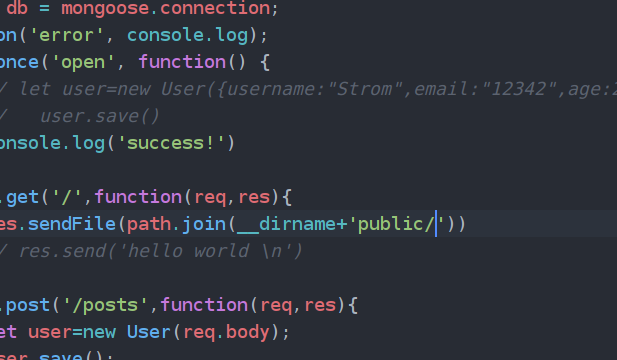 db = mongoose.connection;
on('error', console.log);
once('open', function() {
/ let user=new User({username:"Strom",email:"12342",age:2
/   user.save()
onsole.log('success!')
.get('/',function(req,res){
es.sendFile(path.join(__dirname+'public/'))
/ res.send('hello world \n')
.post('/posts',function(req,res){
et user=new User(req.body);
ser.save();